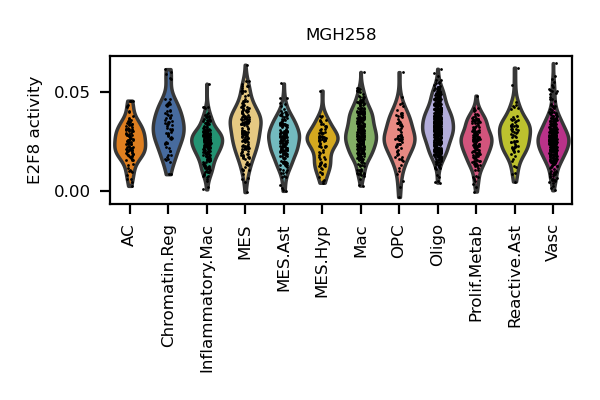 MGH258
E2F8 activity
0.05
0.00
AC
Chromatin.Reg
Inflammatory.Mac
MES
MES.Ast
MES.Hyp
Mac
OPC
Oligo
Prolif.Metab
Reactive.Ast
Vasc